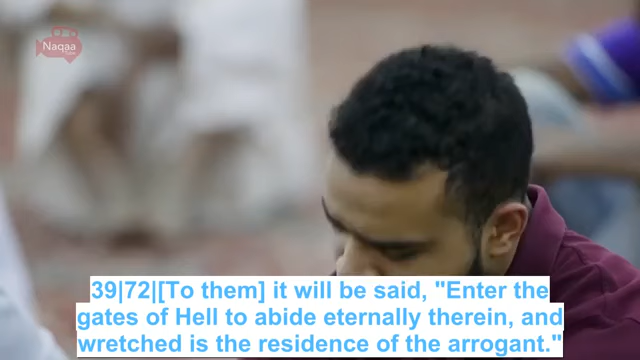 Naqaa
39|72|[To them] it will be said, "Enter the
gates of Hell to abide eternally therein, and
wretched is the residence of the arrogant."